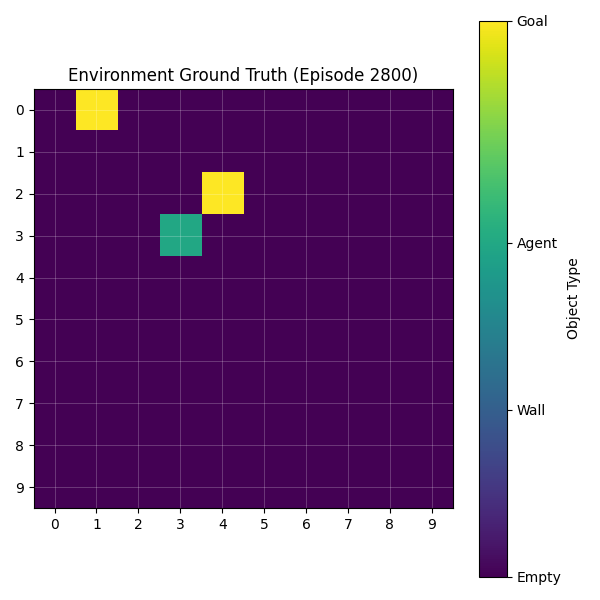 Environment Ground Truth (Episode 2800)
0
1
2
3
4
5
6
7
8
9
0 1 2 3 4 5 6 7 8 9
Goal
Agent
Wall
Empty
Object Type